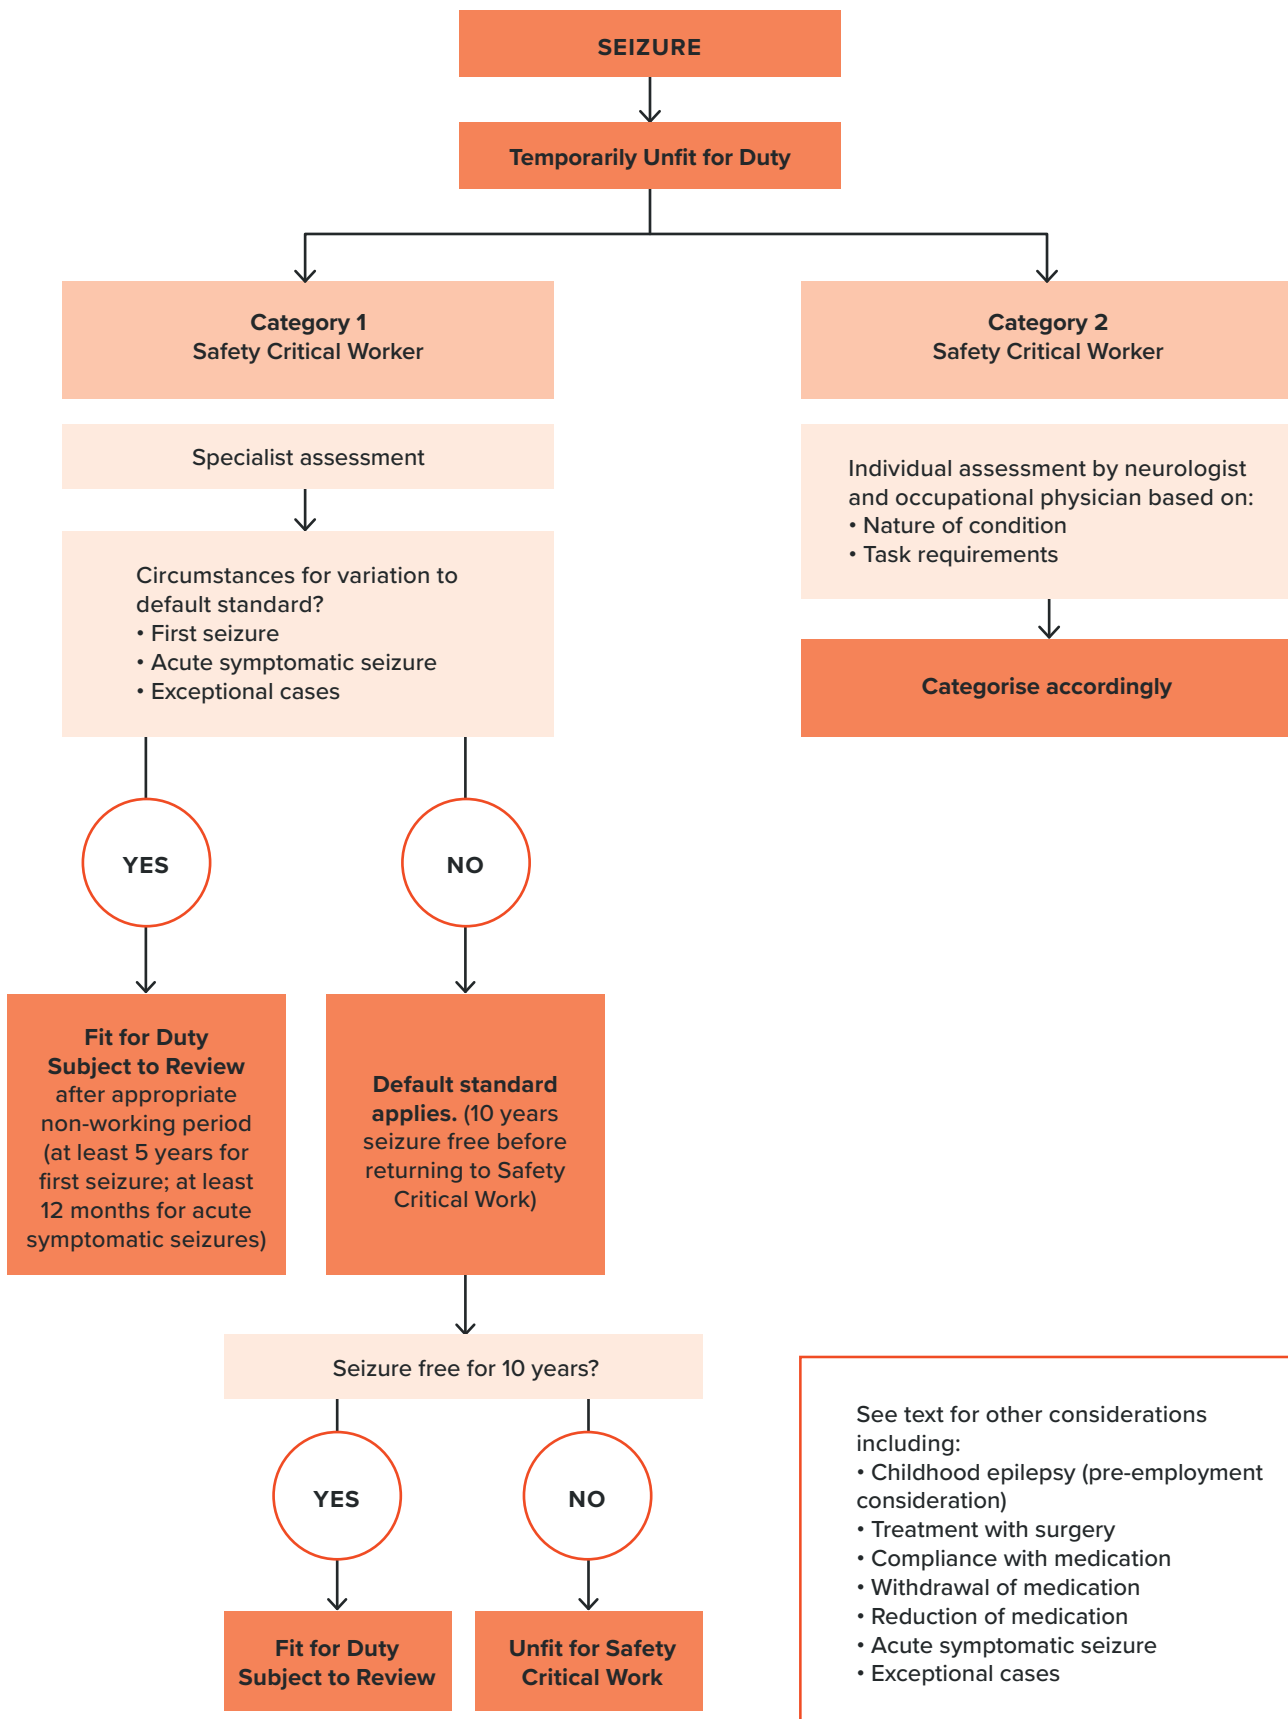 SEIZURE
Temporarily Unfit for Duty
Category 1
Safety Critical Worker
Category 2
Safety Critical Worker
Specialist assessment
Individual assessment by neurologist
and occupational physician based on:
• Nature of condition
• Task requirements
Circumstances for variation to
default standard?
• First seizure
• Acute symptomatic seizure
• Exceptional cases
Categorise accordingly
YES
NO
Fit for Duty
Subject to Review
after appropriate
non-working period
(at least 5 years for
first seizure; at least
12 months for acute
symptomatic seizures)
Default standard
applies. (10 years
seizure free before
returning to Safety
Critical Work)
Seizure free for 10 years?
YES
NO
Fit for Duty
Subject to Review
Unfit for Safety
Critical Work
See text for other considerations
including:
• Childhood epilepsy (pre-employment
consideration)
• Treatment with surgery
• Compliance with medication
• Withdrawal of medication
• Reduction of medication
• Acute symptomatic seizure
• Exceptional cases